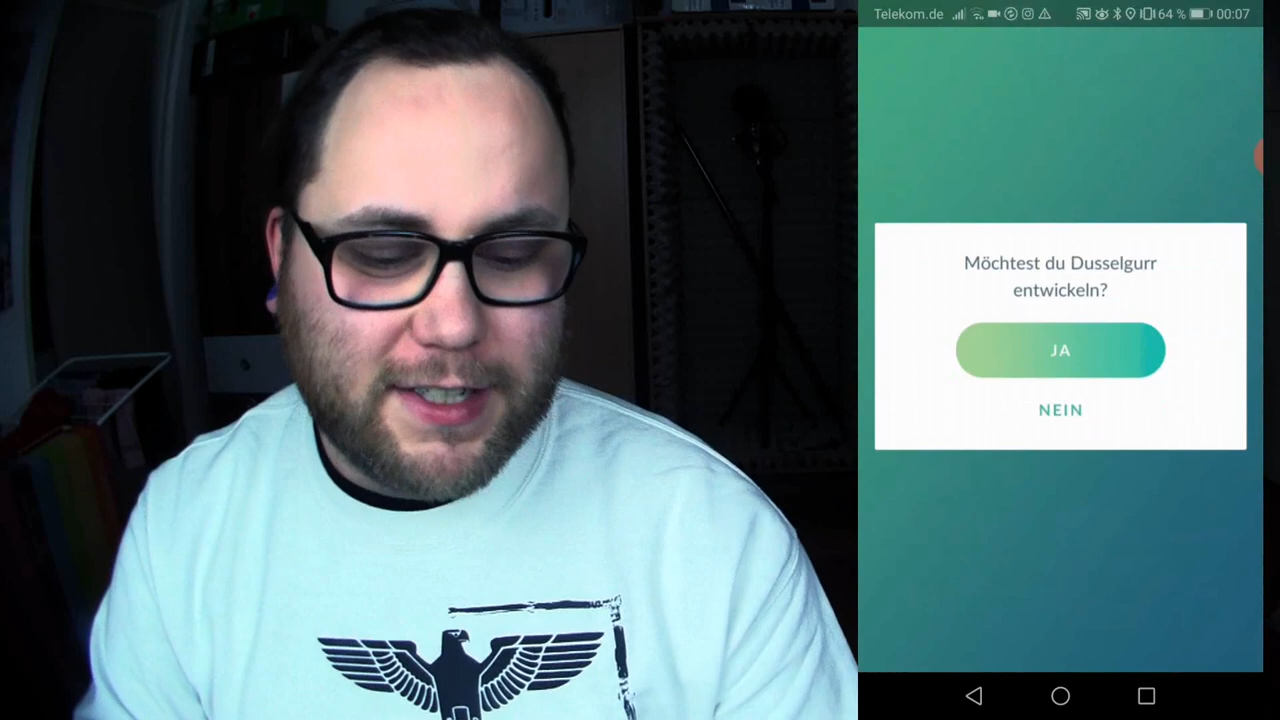 Telekom.de 64 % 00:07
Möchtest du Dusselgurr
entwickeln?
JA
NEIN